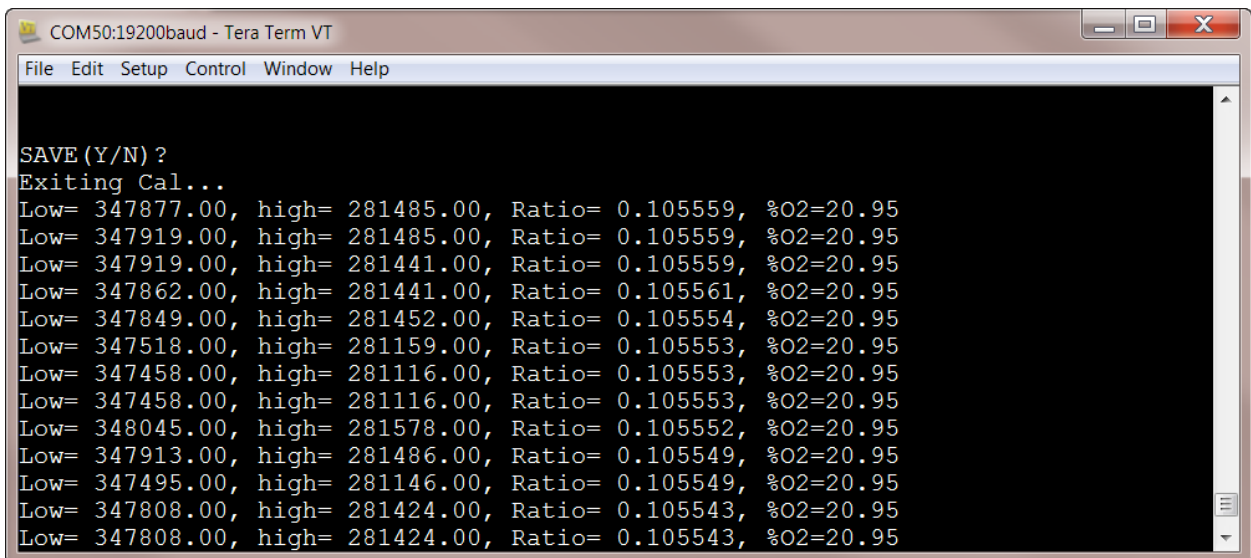 COM50:19200baud - Tera Term VT
File Edit Setup Control Window Help
SAVE(Y/N)?
Exiting Cal...
Low= 347877.00, high= 281485.00, Ratio= 0.105559, %O2=20.95
Low= 347919.00, high= 281485.00, Ratio= 0.105559, %O2=20.95
Low= 347919.00, high= 281441.00, Ratio= 0.105559, %O2=20.95
Low= 347862.00, high= 281441.00, Ratio= 0.105561, %O2=20.95
Low= 347849.00, high= 281452.00, Ratio= 0.105554, %O2=20.95
Low= 347518.00, high= 281159.00, Ratio= 0.105553, %O2=20.95
Low= 347458.00, high= 281116.00, Ratio= 0.105553, %O2=20.95
Low= 347458.00, high= 281116.00, Ratio= 0.105553, %O2=20.95
Low= 348045.00, high= 281578.00, Ratio= 0.105552, %O2=20.95
Low= 347913.00, high= 281486.00, Ratio= 0.105549, %O2=20.95
Low= 347495.00, high= 281146.00, Ratio= 0.105549, %O2=20.95
Low= 347808.00, high= 281424.00, Ratio= 0.105543, %O2=20.95
Low= 347808.00, high= 281424.00, Ratio= 0.105543, %O2=20.95